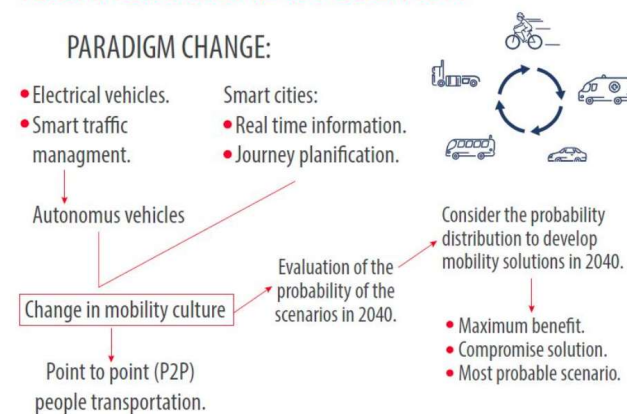 PARADIGM CHANGE:
• Electrical vehicles.
• Smart traffic
managment.
Autonomus vehicles
Smart cities:
• Real time information.
• Journey planification.
Change in mobility culture
Point to point (P2P)
people transportation.
Evaluation of the
probability of the
scenarios in 2040.
Consider the probability
distribution to develop
mobility solutions in 2040.
• Maximum benefit.
• Compromise solution.
• Most probable scenario.